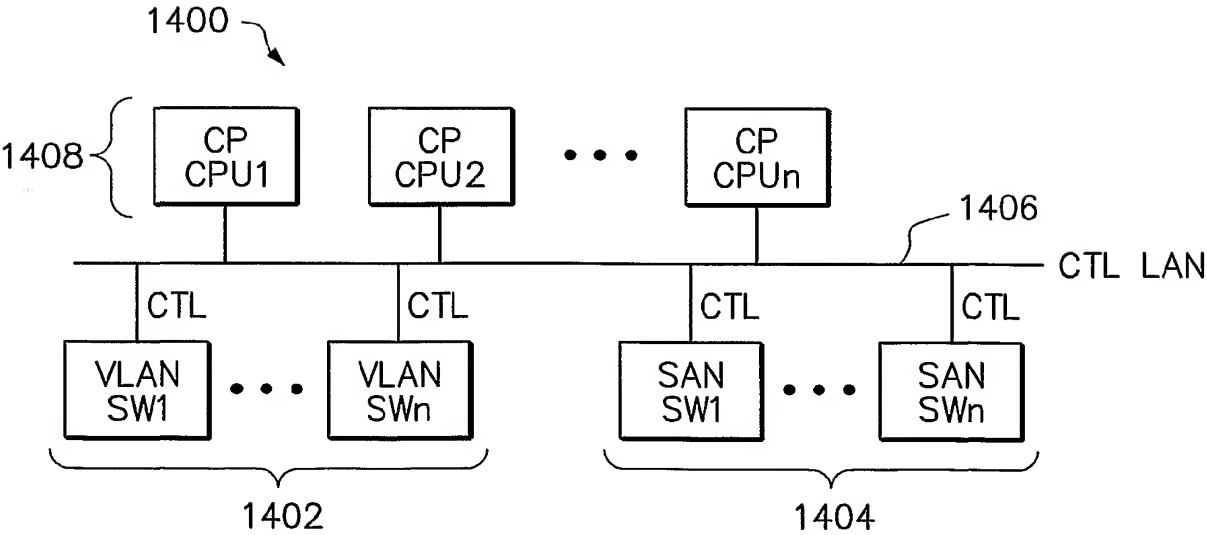 1400
1408
CP
CPU1
CP
CPU2
CP
CPUn
1406
CTL LAN
CTL
CTL
CTL
CTL
VLAN
SW1
VLAN
SWn
SAN
SW1
SAN
SWn
1402
1404